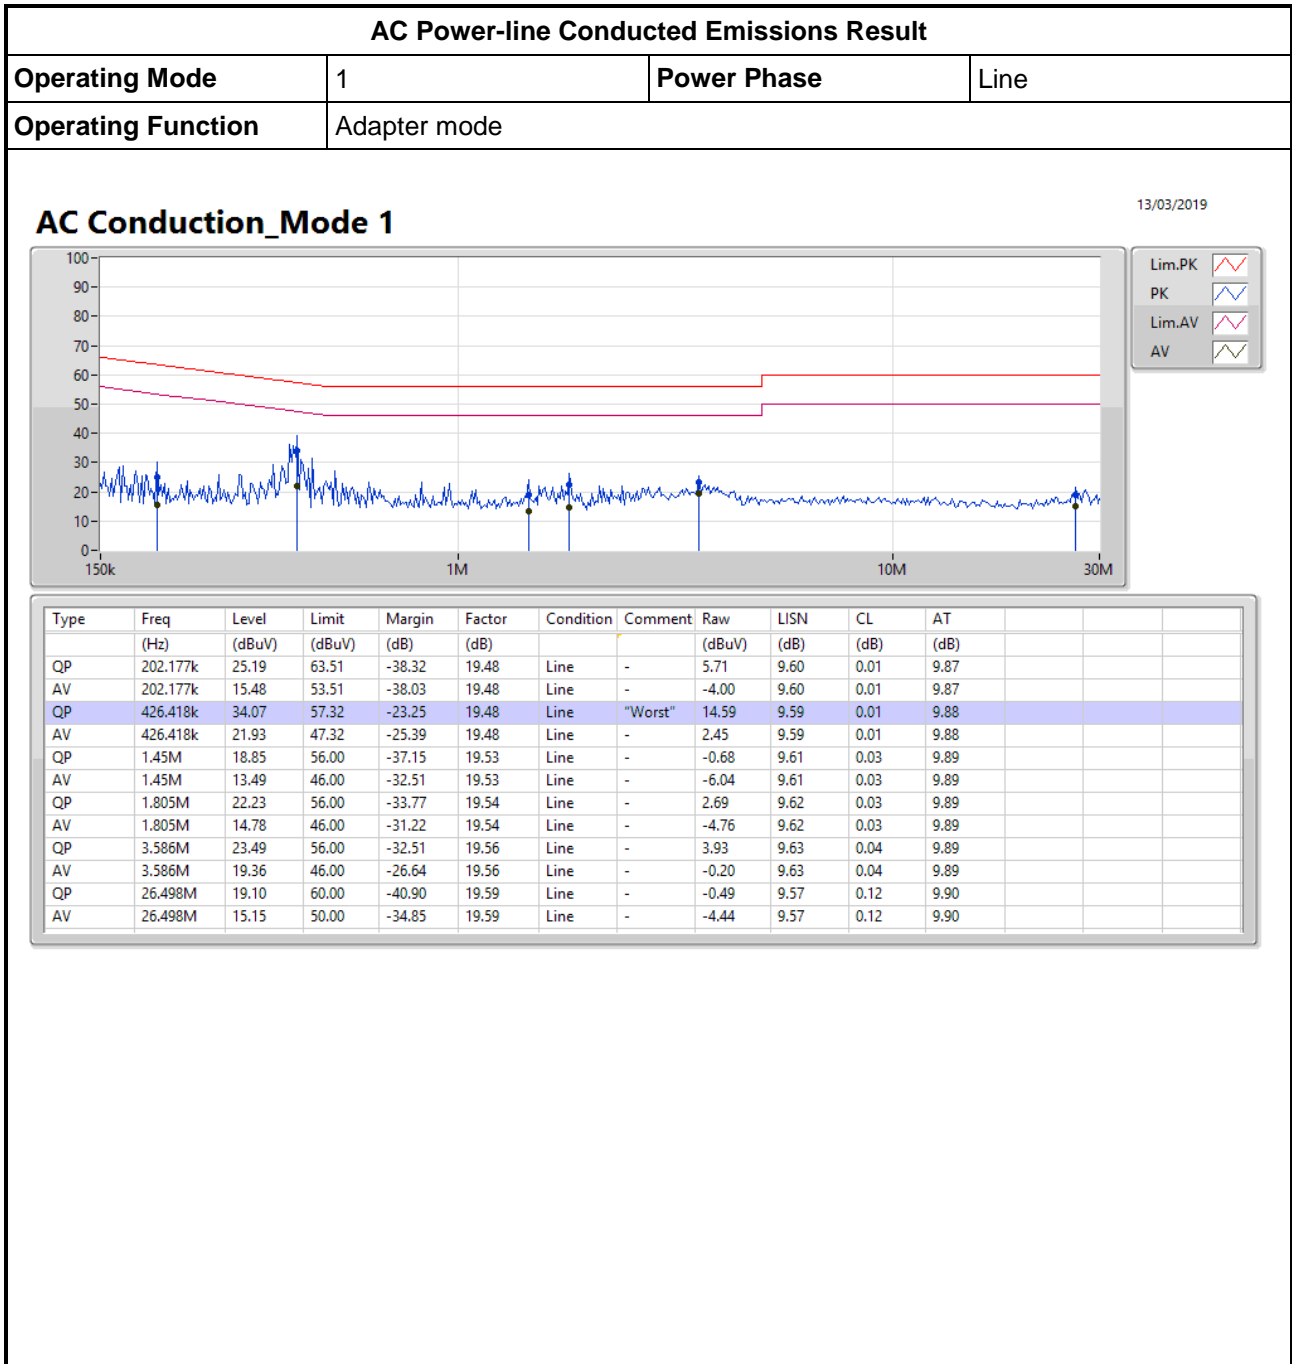 AC Power-line Conducted Emissions Result
Operating Mode 1 Power Phase Line
Operating Function Adapter mode
13/03/2019
AC Conduction_Mode 1
100
90
80
70
60
50
40
30
20
10
0
150k 1M 10M 30M
Lim.PK
PK
Lim.AV
AV
Type Freq Level Limit Margin Factor Condition Comment Raw LISN CL AT
(Hz) (dBuV) (dBuV) (dB) (dB) (dBuV) (dB) (dB) (dB)
QP 202.177k 25.19 63.51 -38.32 19.48 Line - 5.71 9.60 0.01 9.87
AV 202.177k 15.48 53.51 -38.03 19.48 Line - -4.00 9.60 0.01 9.87
QP 426.418k 34.07 57.32 -23.25 19.48 Line "Worst" 14.59 9.59 0.01 9.88
AV 426.418k 21.93 47.32 -25.39 19.48 Line - 2.45 9.59 0.01 9.88
QP 1.45M 18.85 56.00 -37.15 19.53 Line - -0.68 9.61 0.03 9.89
AV 1.45M 13.49 46.00 -32.51 19.53 Line - -6.04 9.61 0.03 9.89
QP 1.805M 22.23 56.00 -33.77 19.54 Line - 2.69 9.62 0.03 9.89
AV 1.805M 14.78 46.00 -31.22 19.54 Line - -4.76 9.62 0.03 9.89
QP 3.586M 23.49 56.00 -32.51 19.56 Line - 3.93 9.63 0.04 9.89
AV 3.586M 19.36 46.00 -26.64 19.56 Line - -0.20 9.63 0.04 9.89
QP 26.498M 19.10 60.00 -40.90 19.59 Line - -0.49 9.57 0.12 9.90
AV 26.498M 15.15 50.00 -34.85 19.59 Line - -4.44 9.57 0.12 9.90